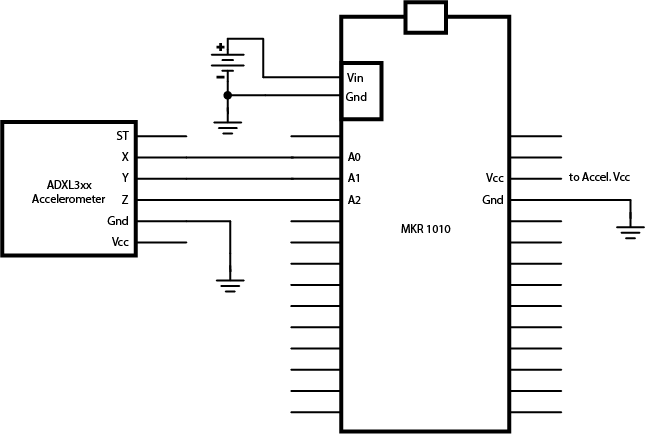 +
-
Vin
Gnd
ST
X
Y
Z
Gnd
Vcc
ADXL3xx
Accelerometer
A0
A1
A2
MKR 1010
Vcc
Gnd
to Accel. Vcc